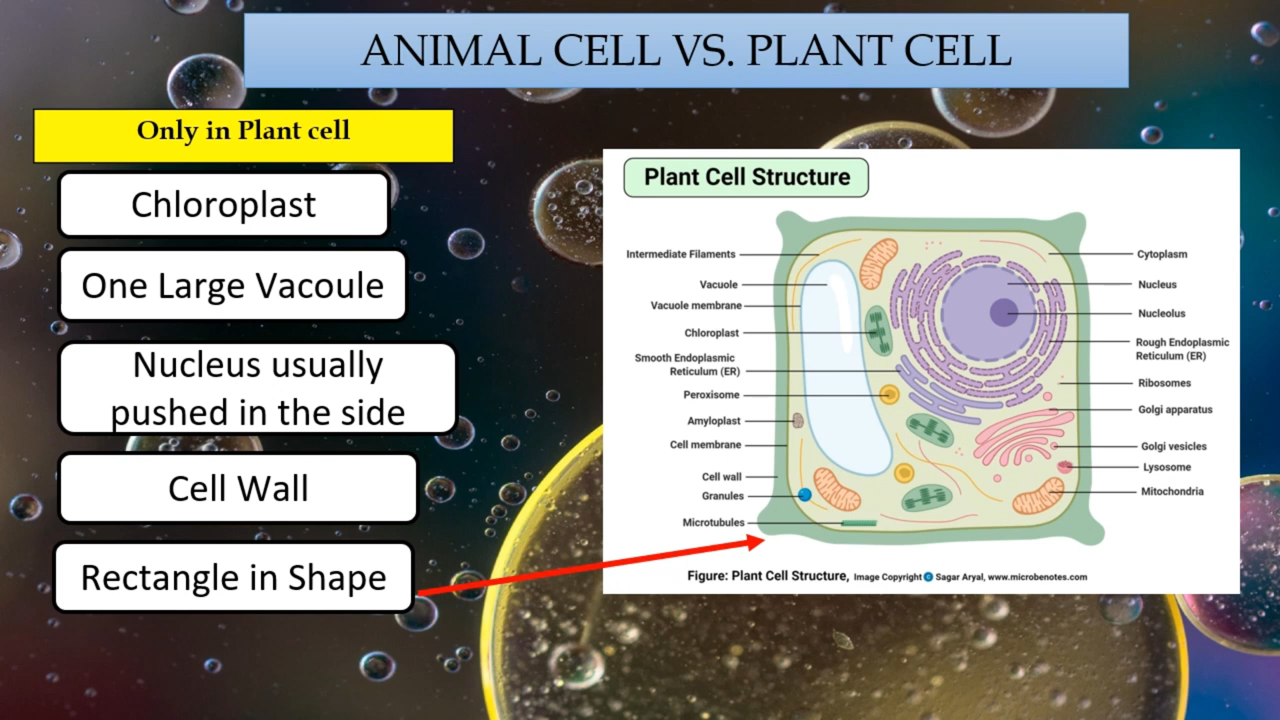 ANIMAL CELL VS. PLANT CELL
Only in Plant cell
Chloroplast
One Large Vacoule
Nucleus usually
pushed in the side
Cell Wall
Rectangle in Shape
Plant Cell Structure
Intermediate Filaments
Vacuole
Vacuole membrane
Chloroplast
Smooth Endoplasmic
Reticulum (ER)
Peroxisome
Amyloplast
Cell membrane
Cell wall
Granules
Microtubules
Cytoplasm
Nucleus
Nucleolus
Rough Endoplasmic
Reticulum (ER)
Ribosomes
Golgi apparatus
Golgi vesicles
Lysosome
Mitochondria
Figure: Plant Cell Structure, Image Copyright © Sagar Aryal, www.microbenotes.com